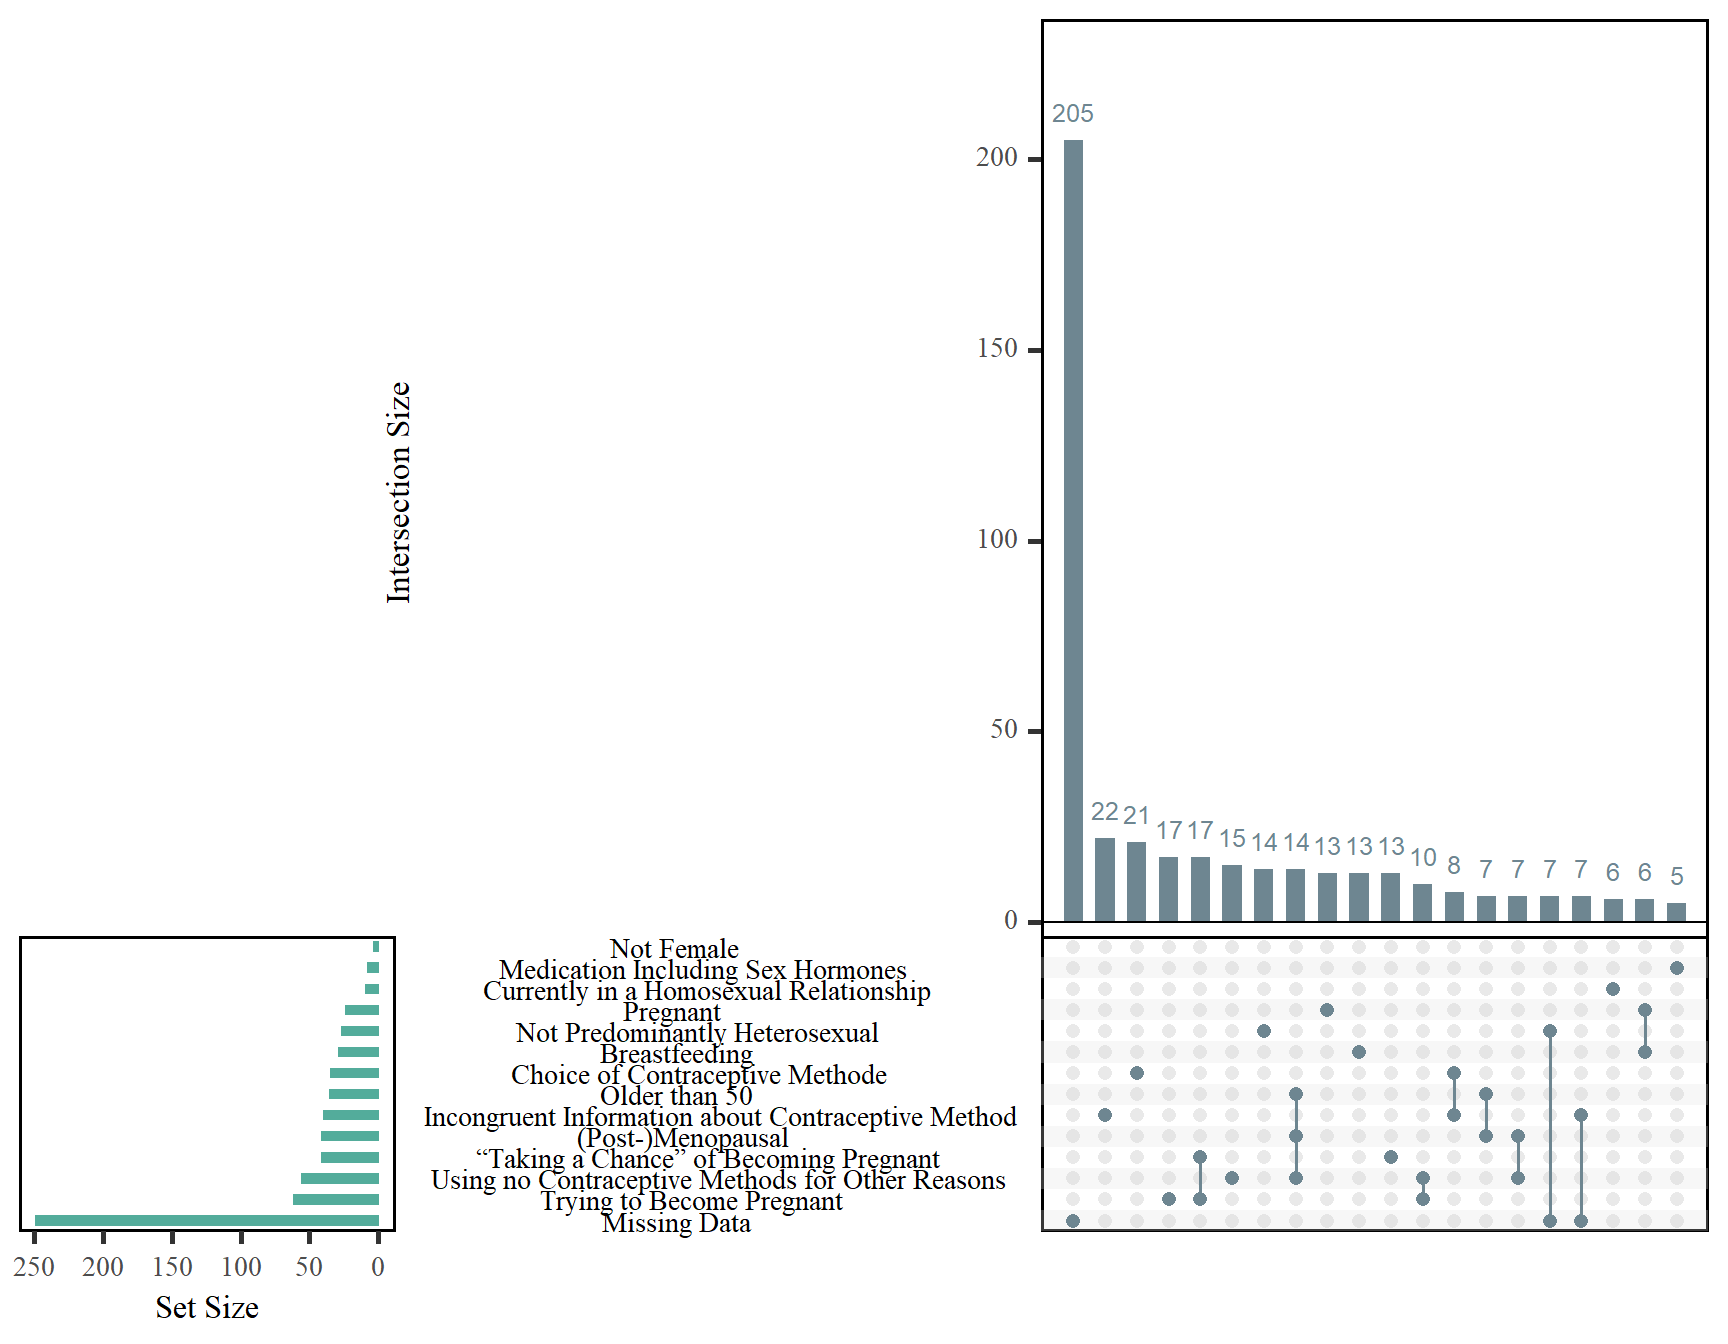 205
200
150
Intersection Size
100
50
22 21 17 17 15 14 14 13 13 13 10 8 7 7 7 7 6 6 5
0
Not Female
Medication Including Sex Hormones
Currently in a Homosexual Relationship
Pregnant
Not Predominantly Heterosexual
Breastfeeding
Choice of Contraceptive Methode
Older than 50
Incongruent Information about Contraceptive Method
(Post-)Menopausal
“Taking a Chance” of Becoming Pregnant
Using no Contraceptive Methods for Other Reasons
Trying to Become Pregnant
Missing Data
250 200 150 100 50 0
Set Size